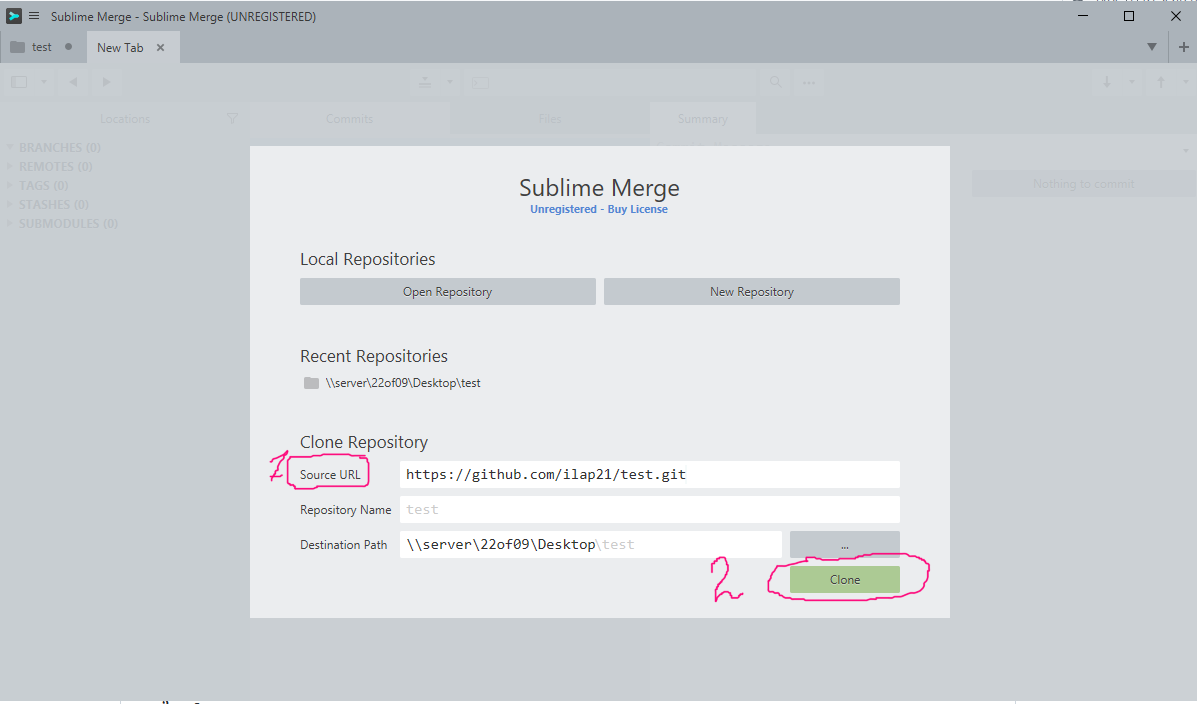 Sublime Merge - Sublime Merge (UNREGISTERED)
test
New Tab
Locations
Commits
Files
Summary
BRANCHES (0)
REMOTES (0)
TAGS (0)
STASHES (0)
SUBMODULES (0)
Nothing to commit
Sublime Merge
Unregistered - Buy License
Local Repositories
Open Repository
New Repository
Recent Repositories
\\server\22of09\Desktop\test
Clone Repository
1 Source URL https://github.com/ilap21/test.git
Repository Name test
Destination Path \\server\22of09\Desktop\test ...
2 Clone